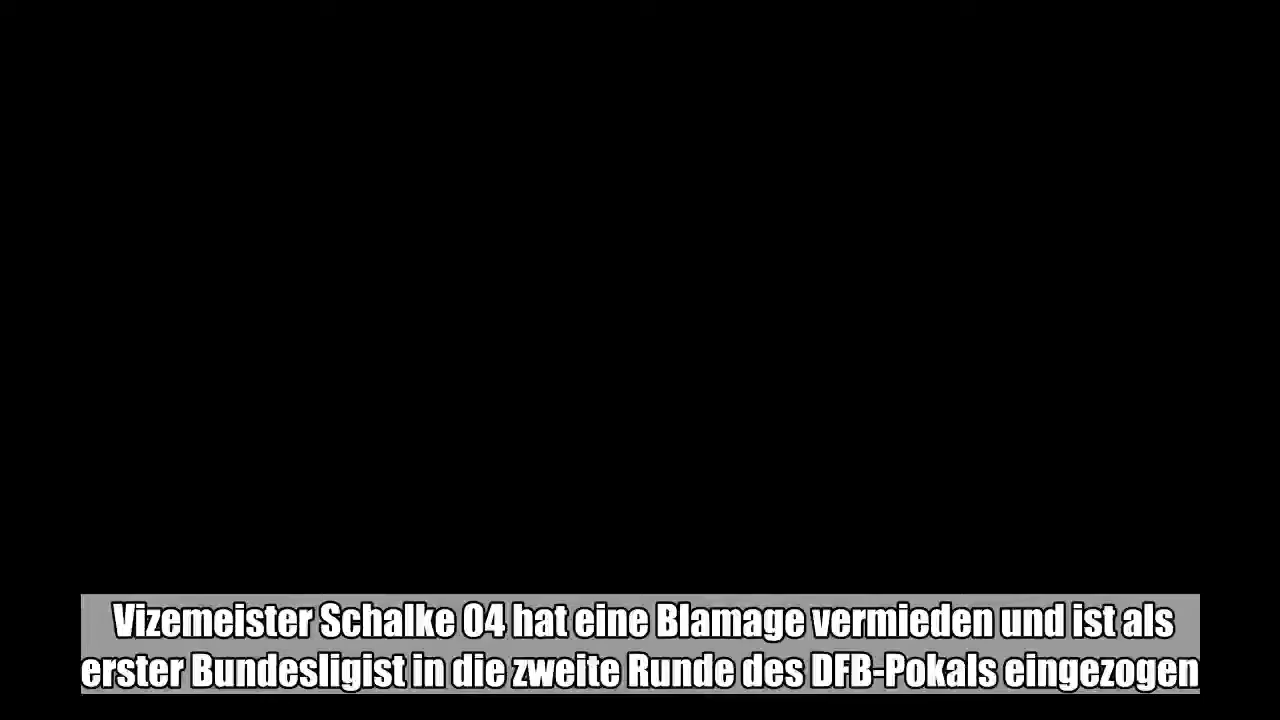 Vizemeister Schalke 04 hat eine Blamage vermieden und ist als
erster Bundesligist in die zweite Runde des DFB-Pokals eingezogen